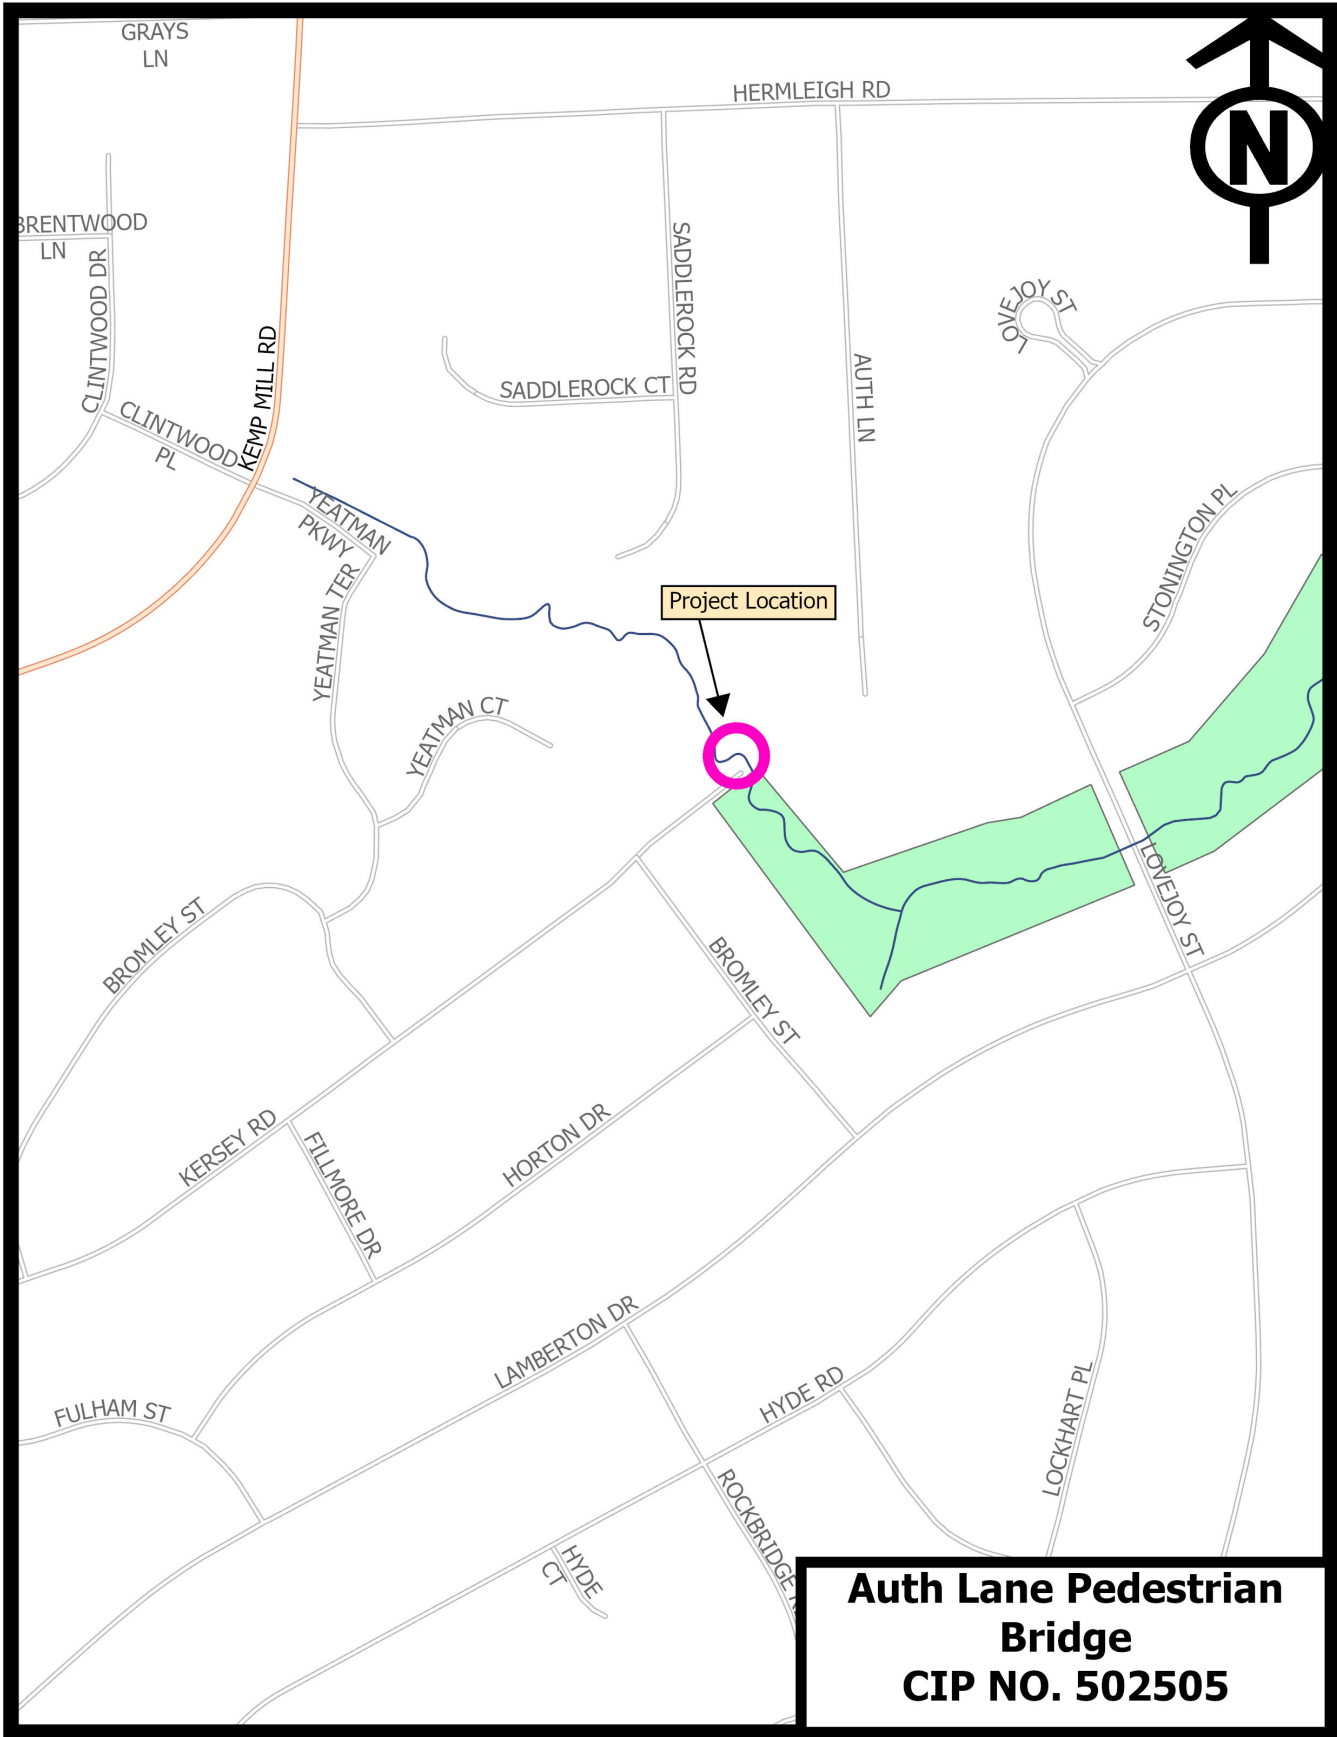 GRAYS
LN
HERMLEIGH RD
N
BRENTWOOD
LN
CLINTWOOD DR
SADDLEROCK RD
LOVEJOY ST
KEMP MILL RD
AUTH LN
SADDLEROCK CT
CLINTWOOD
PL
YEATMAN
PKWY
STONINGTON PL
YEATMAN TER
Project Location
YEATMAN CT
LOVEJOY ST
BROMLEY ST
BROMLEY ST
KERSEY RD
FILLMORE DR
HORTON DR
LAMBERTON DR
HYDE RD
LOCKHART PL
FULHAM ST
ROCKBRIDGE
HYDE
CT
Auth Lane Pedestrian
Bridge
CIP NO. 502505